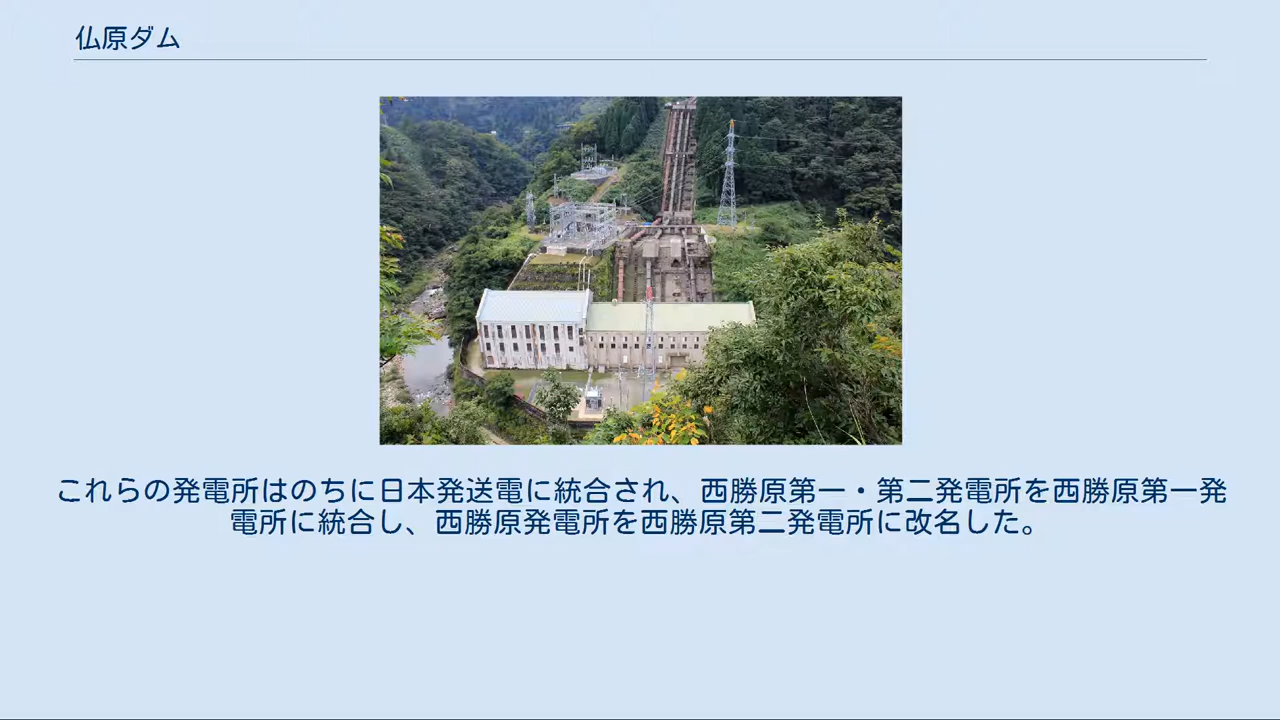 仏原ダム
これらの発電所はのちに日本発送電に統合され、西勝原第一・第二発電所を西勝原第一発
電所に統合し、西勝原発電所を西勝原第二発電所に改名した。